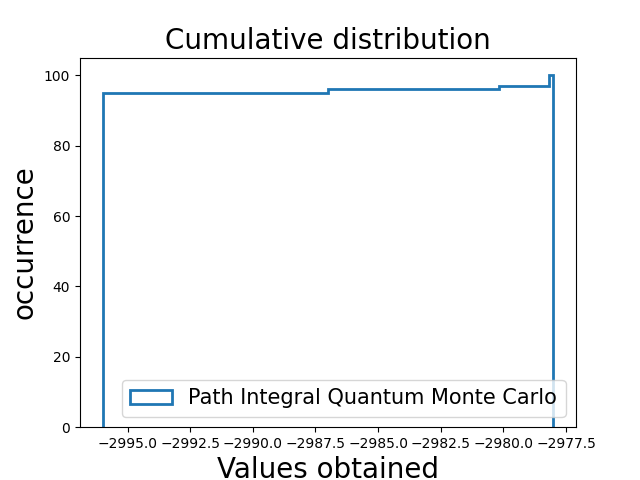 Cumulative distribution
100
80
60
40
20
0
occurrence
Path Integral Quantum Monte Carlo
−2995.0 −2992.5 −2990.0 −2987.5 −2985.0 −2982.5 −2980.0 −2977.5
Values obtained